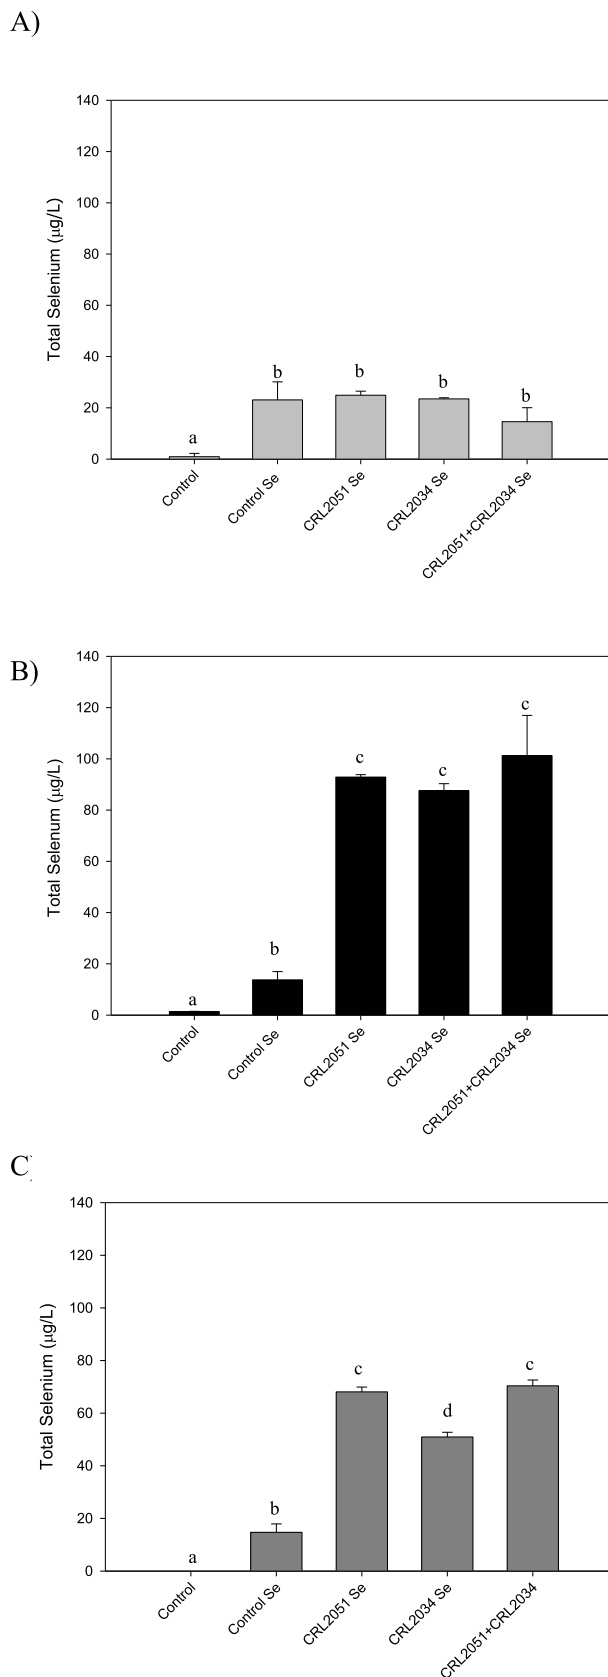 A)
140
120
100
80
60
40
20
0
Total Selenium (μg/L)
a
b
b
b
b
Control
Control Se
CRL2051 Se
CRL2034 Se
CRL2051+CRL2034 Se
B)
140
120
100
80
60
40
20
0
Total Selenum (μg/L)
a
b
c
c
c
Control
Control Se
CRL2051 Se
CRL2034 Se
CRL2051+CRL2034 Se
C)
140
120
100
80
60
40
20
0
Total Selenium (μg/L)
a
b
c
d
c
Control
Control Se
CRL2051 Se
CRL2034 Se
CRL2051+CRL2034